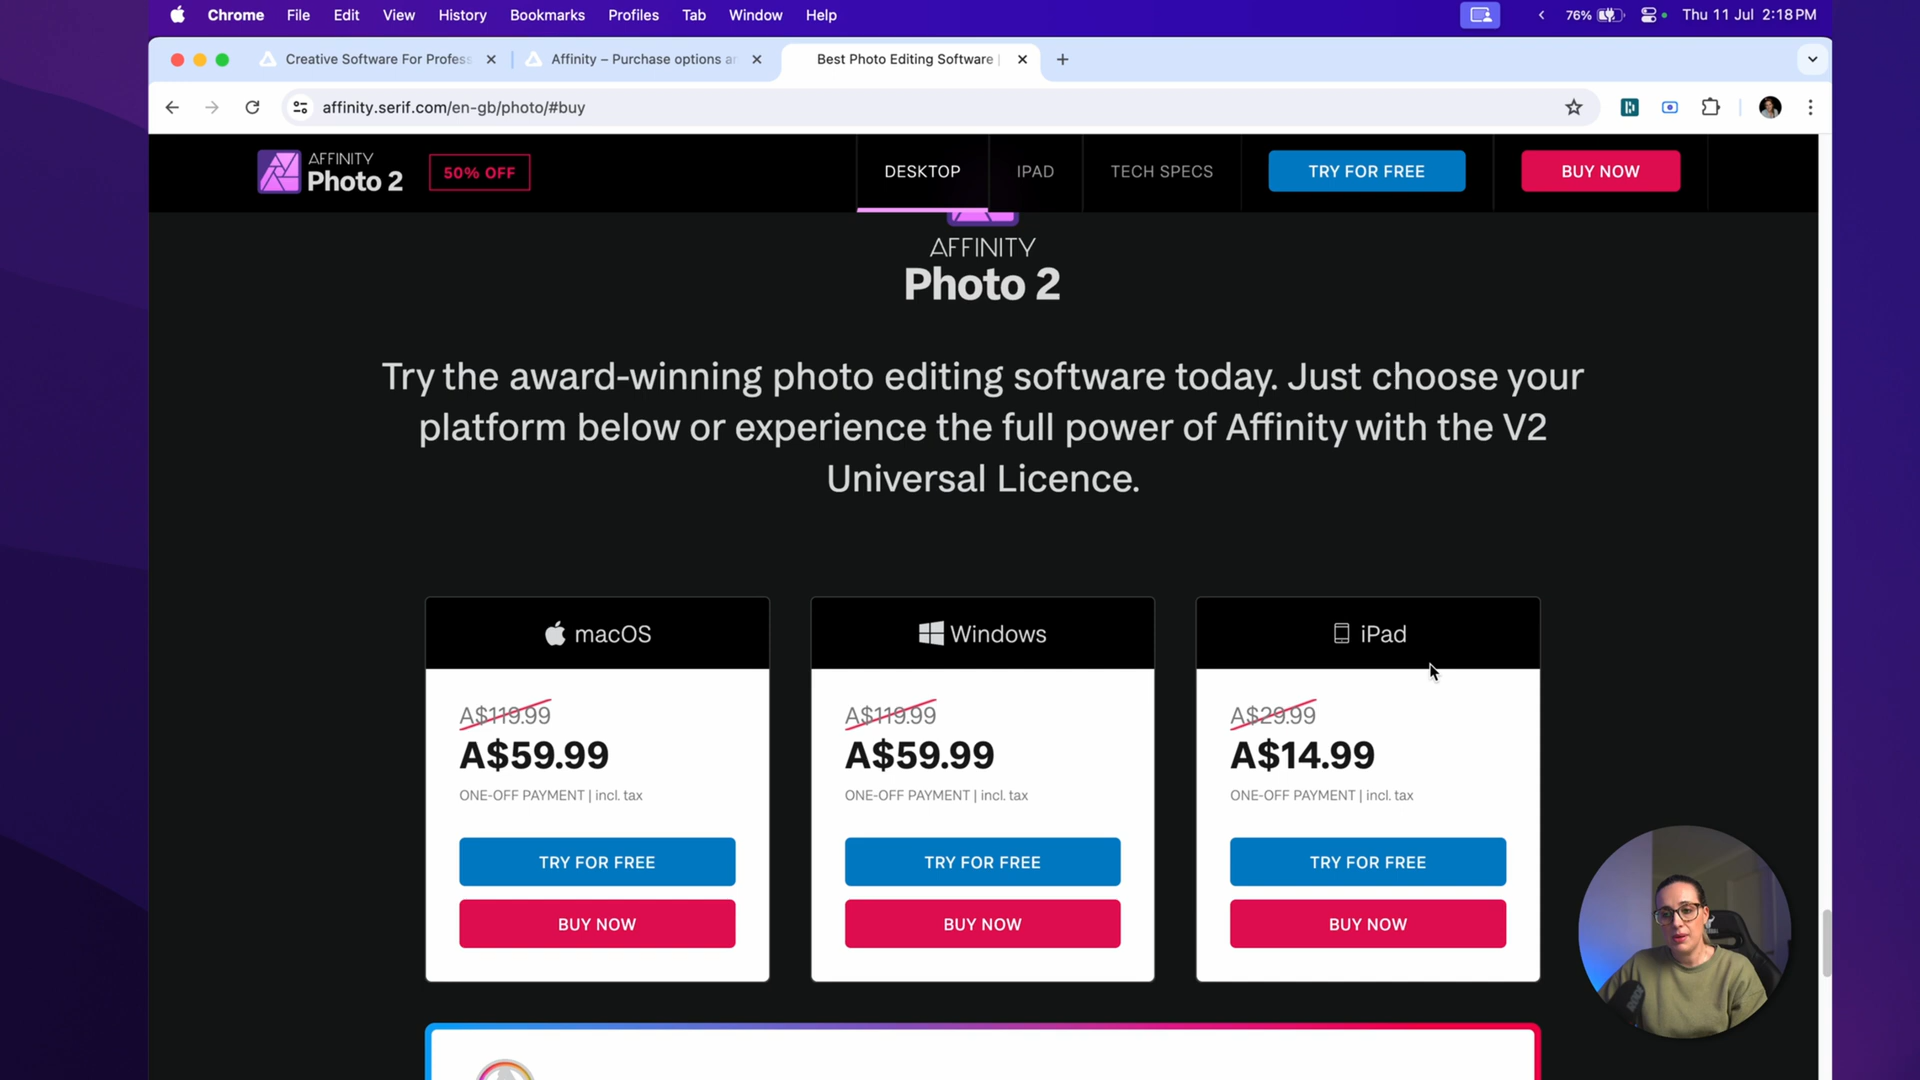 Chrome File Edit View History Bookmarks Profiles Tab Window Help 76% Thu 11 Jul 2:18 PM
Creative Software For Profess Affinity – Purchase options ar Best Photo Editing Software |
affinity.serif.com/en-gb/photo/#buy
AFFINITY
Photo 2
50% OFF
DESKTOP IPAD TECH SPECS TRY FOR FREE BUY NOW
AFFINITY
Photo 2
Try the award-winning photo editing software today. Just choose your
platform below or experience the full power of Affinity with the V2
Universal Licence.
macOS
A$119.99
A$59.99
ONE-OFF PAYMENT | incl. tax
TRY FOR FREE
BUY NOW
Windows
A$119.99
A$59.99
ONE-OFF PAYMENT | incl. tax
TRY FOR FREE
BUY NOW
iPad
A$29.99
A$14.99
ONE-OFF PAYMENT | incl. tax
TRY FOR FREE
BUY NOW